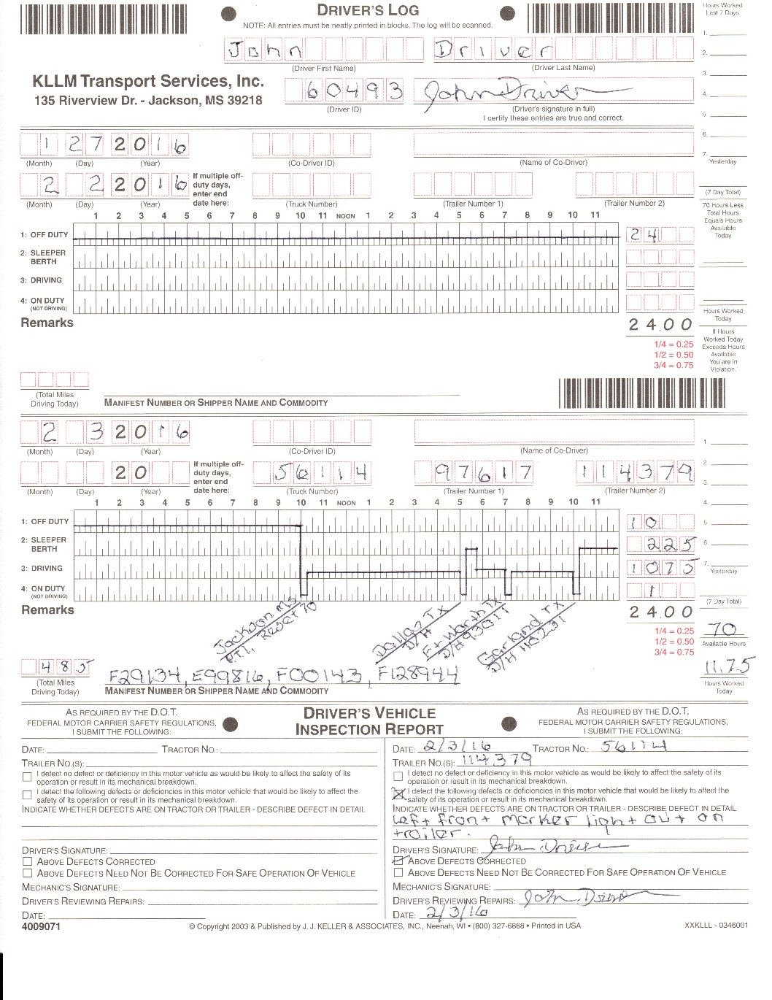 DRIVER'S LOG
NOTE: All entries must be neatly printed in blocks. The log will be scanned.
Hours Worked
Last 7 Days
John Driver
(Driver First Name) (Driver Last Name)
KLLM Transport Services, Inc.
135 Riverview Dr. - Jackson, MS 39218
60493 John Driver
(Driver ID) (Driver's signature in full)
I certify these entries are true and correct.
1.
2.
3.
4.
5.
6.
7.
Yesterday
1 27 2016
(Month) (Day) (Year) (Co-Driver ID) (Name of Co-Driver)
2 2 2016
If multiple off-
duty days,
enter end
date here:
(Month) (Day) (Year) (Truck Number) (Trailer Number 1) (Trailer Number 2)
(7 Day Total)
70 Hours Less
Total Hours
Equals Hours
Available
Today
1 2 3 4 5 6 7 8 9 10 11 NOON 1 2 3 4 5 6 7 8 9 10 11
1: OFF DUTY 24
2: SLEEPER
BERTH
3: DRIVING
4: ON DUTY
(NOT DRIVING)
Remarks 24.00
Hours Worked
Today
If Hours
Worked Today
Exceeds Hours
Available
You are in
Violation.
1/4 = 0.25
1/2 = 0.50
3/4 = 0.75
(Total Miles
Driving Today)
MANIFEST NUMBER OR SHIPPER NAME AND COMMODITY
2 3 2016
(Month) (Day) (Year) (Co-Driver ID) (Name of Co-Driver)
20
If multiple off-
duty days,
enter end
date here:
56114 97617 114379
(Month) (Day) (Year) (Truck Number) (Trailer Number 1) (Trailer Number 2)
1
2
3.
4.
5.
6
7.
Yesterday
1 2 3 4 5 6 7 8 9 10 11 NOON 1 2 3 4 5 6 7 8 9 10 11
1: OFF DUTY 10
2: SLEEPER
BERTH 225
3: DRIVING 1075
4: ON DUTY
(NOT DRIVING) 1
Remarks 24.00
(7 Day Total)
Jackson Ms
PTI, Reset 70
Dallas Tx
D/H
Ft Worth Tx
D/H 93011
Garland TX
D/H 110231
1/4 = 0.25
1/2 = 0.50
3/4 = 0.75
70
Available Hours
11.75
Hours Worked
Today
485
(Total Miles
Driving Today)
F29134, E99816, F00143, F128944
MANIFEST NUMBER OR SHIPPER NAME AND COMMODITY
AS REQUIRED BY THE D.O.T.
FEDERAL MOTOR CARRIER SAFETY REGULATIONS,
I SUBMIT THE FOLLOWING:
DRIVER'S VEHICLE
INSPECTION REPORT
AS REQUIRED BY THE D.O.T.
FEDERAL MOTOR CARRIER SAFETY REGULATIONS,
I SUBMIT THE FOLLOWING:
DATE: TRACTOR NO.:
TRAILER NO.(S):
I detect no defect or deficiency in this motor vehicle as would be likely to affect the safety of its
operation or result in its mechanical breakdown.
I detect the following defects or deficiencies in this motor vehicle that would be likely to affect the
safety of its operation or result in its mechanical breakdown.
INDICATE WHETHER DEFECTS ARE ON TRACTOR OR TRAILER - DESCRIBE DEFECT IN DETAIL
DRIVER'S SIGNATURE:
ABOVE DEFECTS CORRECTED
ABOVE DEFECTS NEED NOT BE CORRECTED FOR SAFE OPERATION OF VEHICLE
MECHANIC'S SIGNATURE:
DRIVER'S REVIEWING REPAIRS:
DATE:
DATE: 2/3/16 TRACTOR NO.: 56114
TRAILER NO.(S): 114379
I detect no defect or deficiency in this motor vehicle as would be likely to affect the safety of its
operation or result in its mechanical breakdown.
I detect the following defects or deficiencies in this motor vehicle that would be likely to affect the
safety of its operation or result in its mechanical breakdown.
INDICATE WHETHER DEFECTS ARE ON TRACTOR OR TRAILER - DESCRIBE DEFECT IN DETAIL
Left front marker light out on
trailer.
DRIVER'S SIGNATURE: John Driver
ABOVE DEFECTS CORRECTED
ABOVE DEFECTS NEED NOT BE CORRECTED FOR SAFE OPERATION OF VEHICLE
MECHANIC'S SIGNATURE:
DRIVER'S REVIEWING REPAIRS: John Driver
DATE: 2/3/16
4009071 © Copyright 2003 & Published by J. J. KELLER & ASSOCIATES, INC., Neenah, WI • (800) 327-6868 • Printed in USA XXKLLL - 0346001